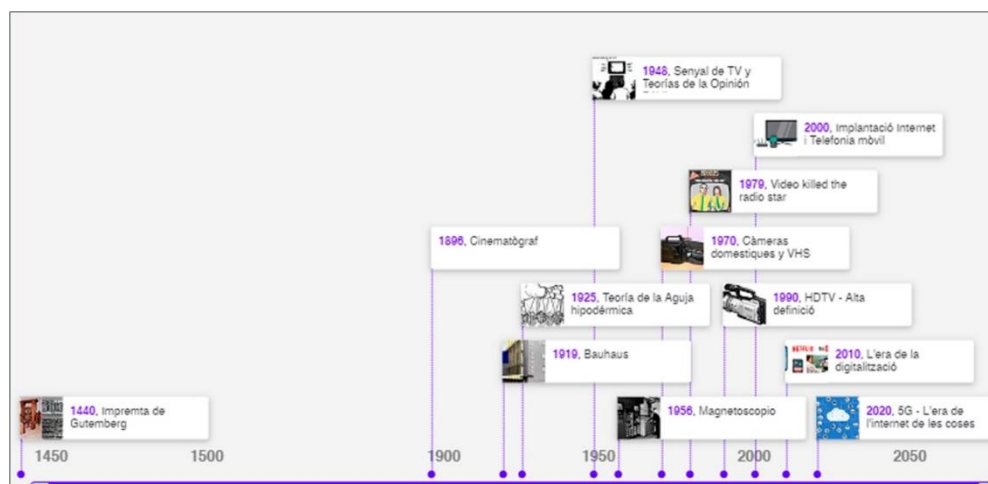 1948, Senyal de TV y
Teorías de la Opinión
2000, Implantació Internet
i Telefonia mòvil
1979, Video killed the
radio star
1896, Cinematògraf
1970, Càmeras
domestiques y VHS
1925, Teoría de la Aguja
hipodérmica
1990, HDTV - Alta
definició
1919, Bauhaus
2010, L'era de la
digitalització
NETFLIX
1440, Impremta de
Gutemberg
1956, Magnetoscopio
2020, 5G - L'era de
l'internet de les coses
1450 1500 1900 1950 2000 2050